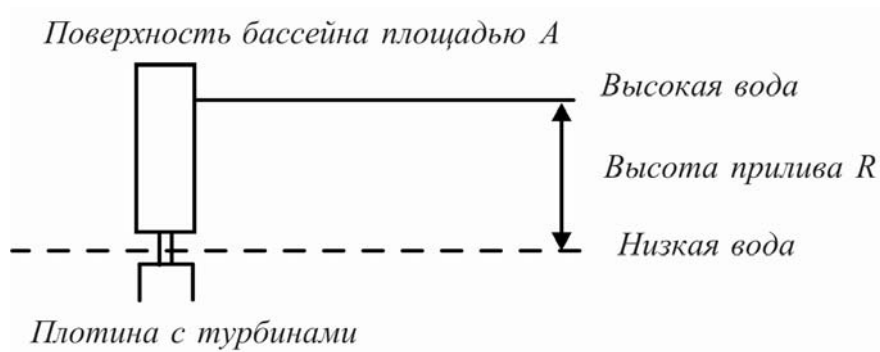 Поверхность бассейна площадью A
Высокая вода
Высота прилива R
Низкая вода
Плотина с турбинами